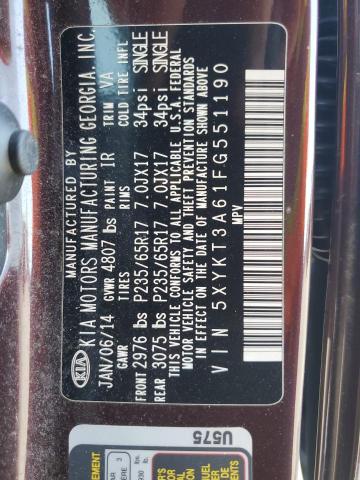 MANUFACTURED BY
KIA KIA MOTORS MANUFACTURING GEORGIA, INC.
JAN/06/14 GVWR 4807 lbs PAINT IR TRIM VA
GAWR TIRES RIMS COLD TIRE INFL
FRONT 2976 lbs P235/65R17 7.0JX17 34psi SINGLE
REAR 3075 lbs P235/65R17 7.0JX17 34psi SINGLE
THIS VEHICLE CONFORMS TO ALL APPLICABLE U.S.A. FEDERAL
MOTOR VEHICLE SAFETY AND THEFT PREVENTION STANDARDS
IN EFFECT ON THE DATE OF MANUFACTURE SHOWN ABOVE
VIN 5XYKT3A61FG551190
MPV
U575